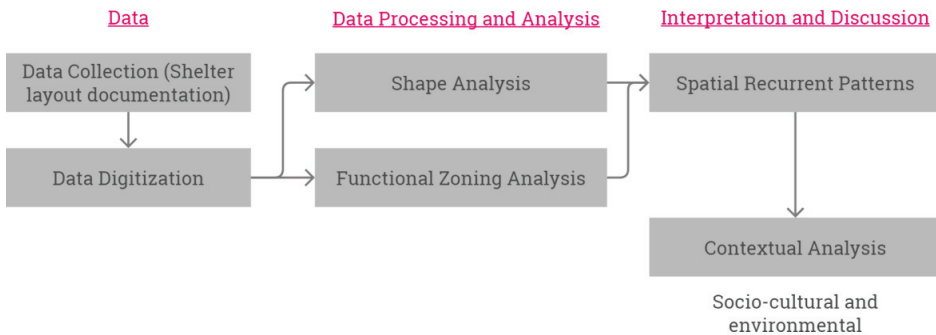 Data
Data Processing and Analysis
Interpretation and Discussion
Data Collection (Shelter
layout documentation)
Shape Analysis
Spatial Recurrent Patterns
Data Digitization
Functional Zoning Analysis
Contextual Analysis
Socio-cultural and
environmental